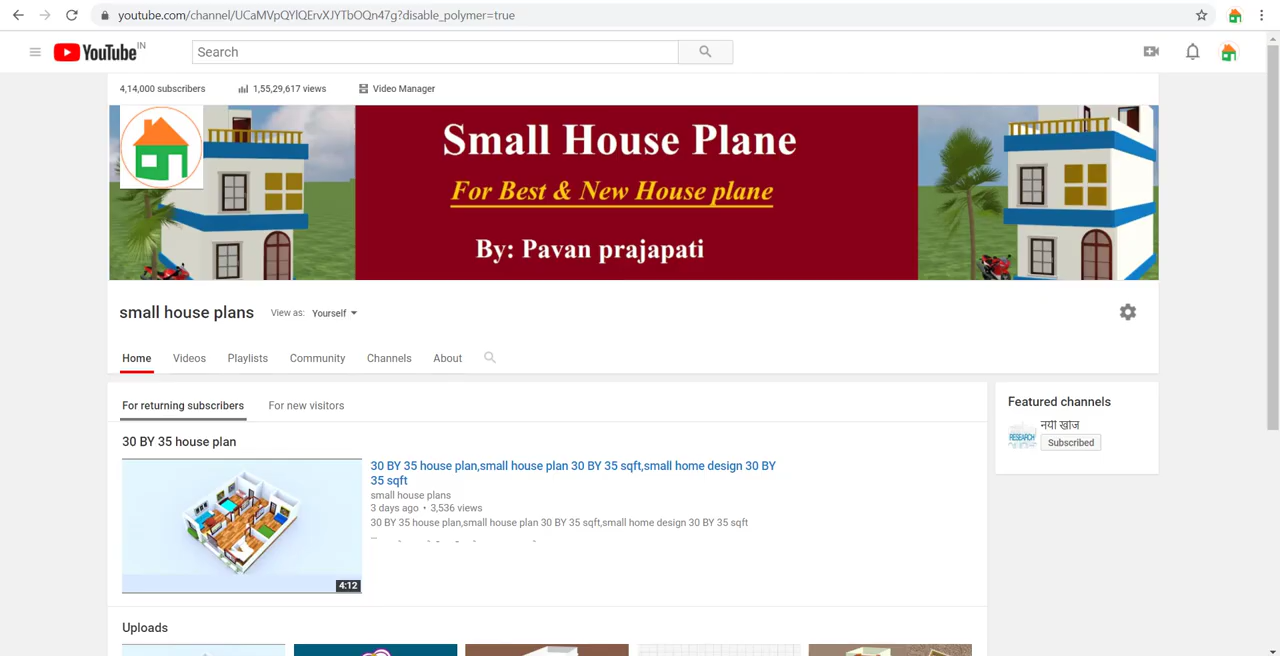 youtube.com/channel/UCaMVpQYlQErvXJYTbOQn47g?disable_polymer=true
YouTube IN
Search
4,14,000 subscribers
1,55,29,617 views
Video Manager
Small House Plane
For Best & New House plane
By: Pavan prajapati
small house plans
View as: Yourself
Home Videos Playlists Community Channels About
For returning subscribers For new visitors
30 BY 35 house plan
30 BY 35 house plan,small house plan 30 BY 35 sqft,small home design 30 BY
35 sqft
small house plans
3 days ago • 3,536 views
30 BY 35 house plan,small house plan 30 BY 35 sqft,small home design 30 BY 35 sqft
4:12
Uploads
Featured channels
RESEARCH
नयी खोज
Subscribed